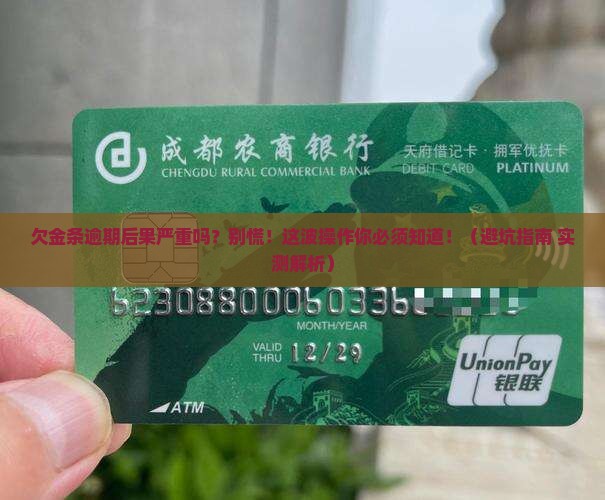 成都农商银行
CHENGDU RURAL COMMERCIAL BANK
天府借记卡·拥军优抚卡
DEBIT CARD PLATINUM
欠金条逾期后果严重吗?别慌!这波操作你必须知道!(避坑指南 实
测解析)
MONTH/YEAR
VALID
THRU 12/29
UnionPay
银联
ATM